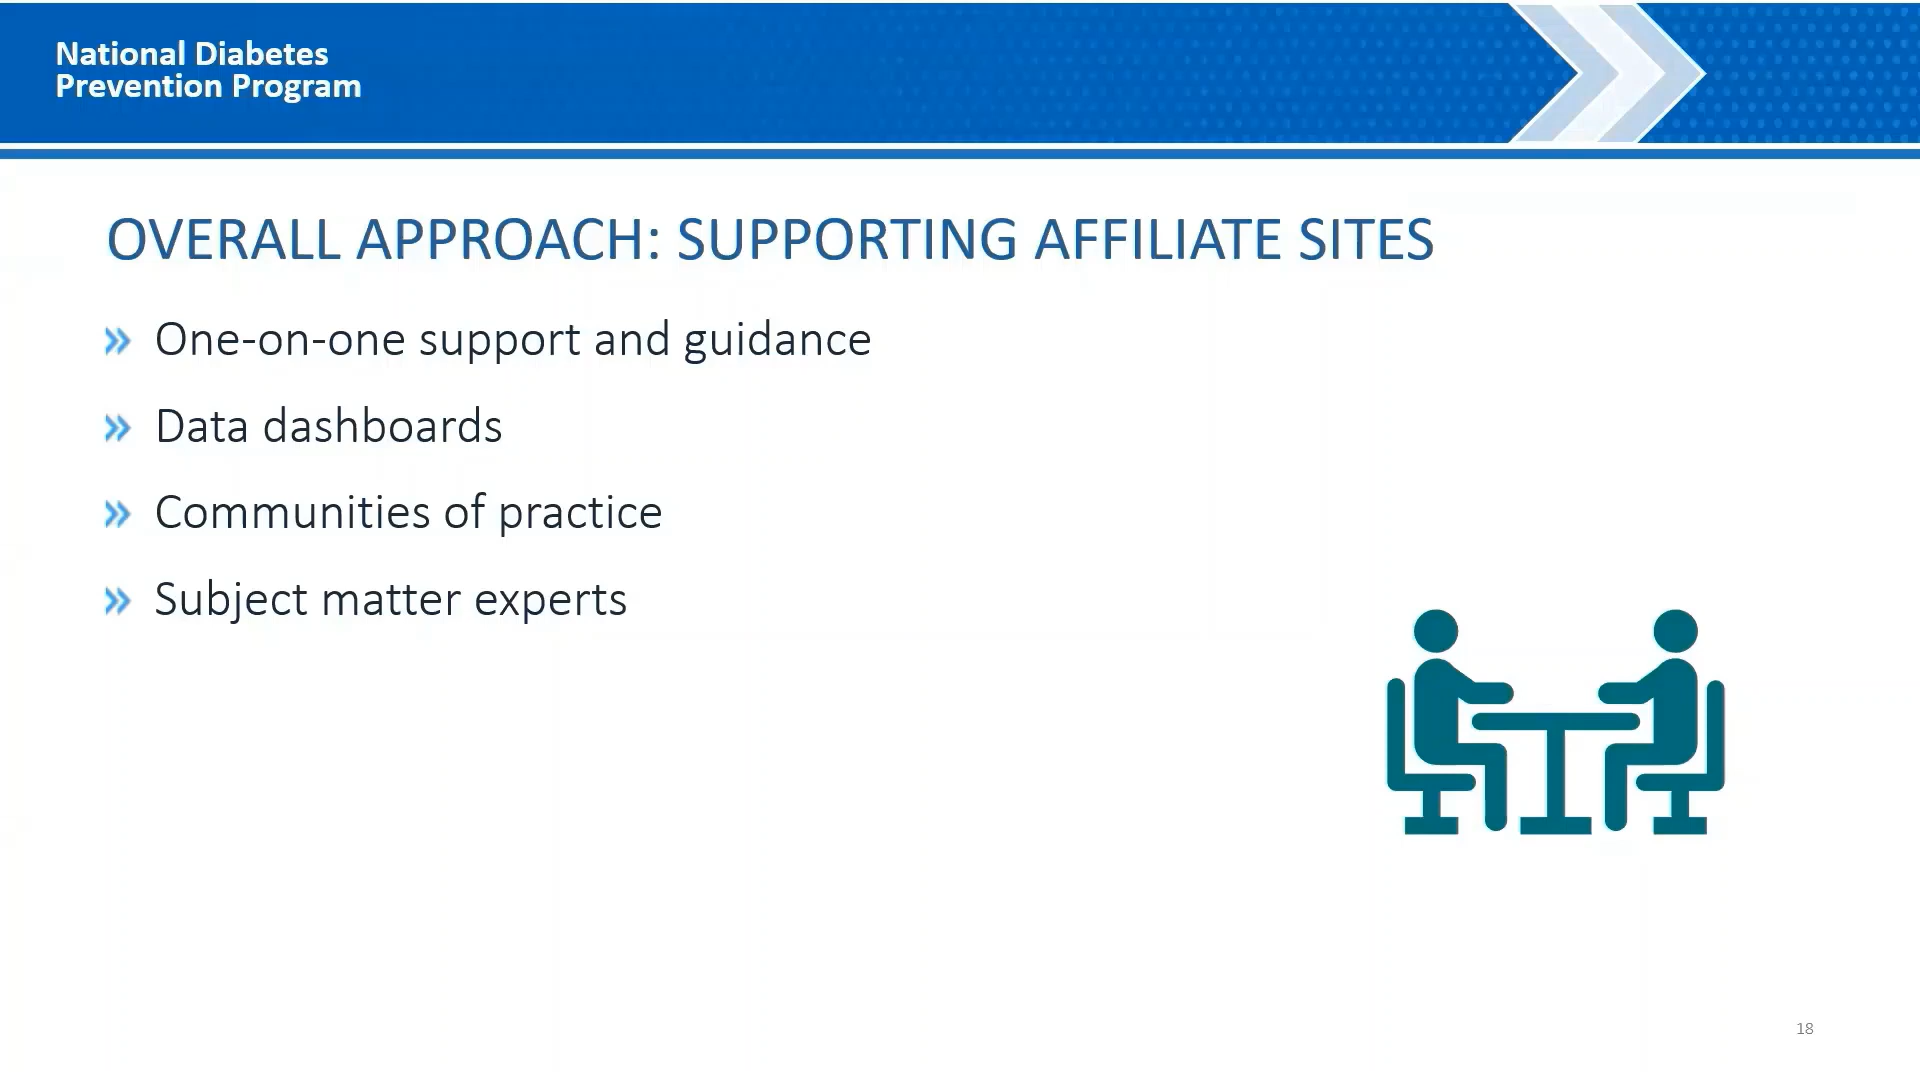 National Diabetes
Prevention Program
OVERALL APPROACH: SUPPORTING AFFILIATE SITES
One-on-one support and guidance
Data dashboards
Communities of practice
Subject matter experts
18